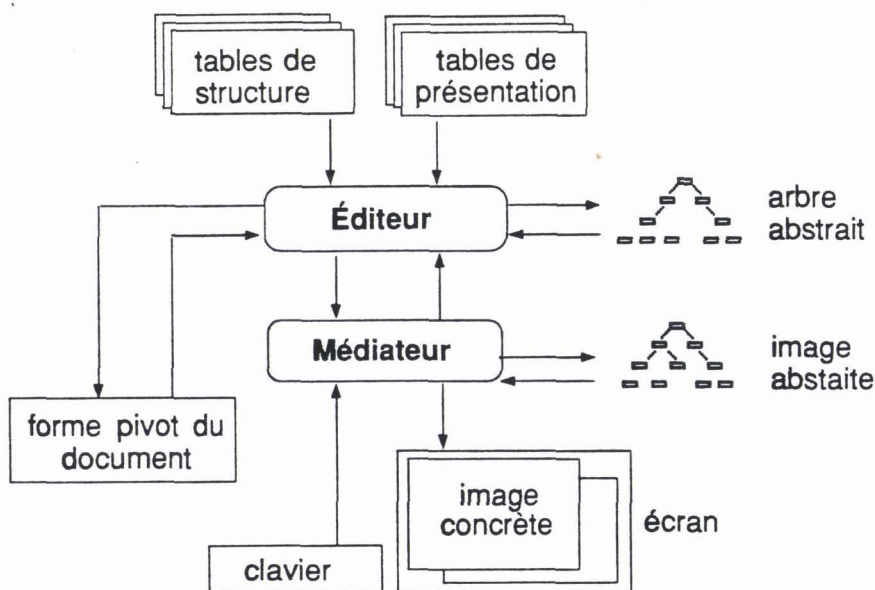 tables de
structure
tables de
présentation
Éditeur
arbre
abstrait
Médiateur
image
abstaite
forme pivot du
document
image
concrète
écran
clavier